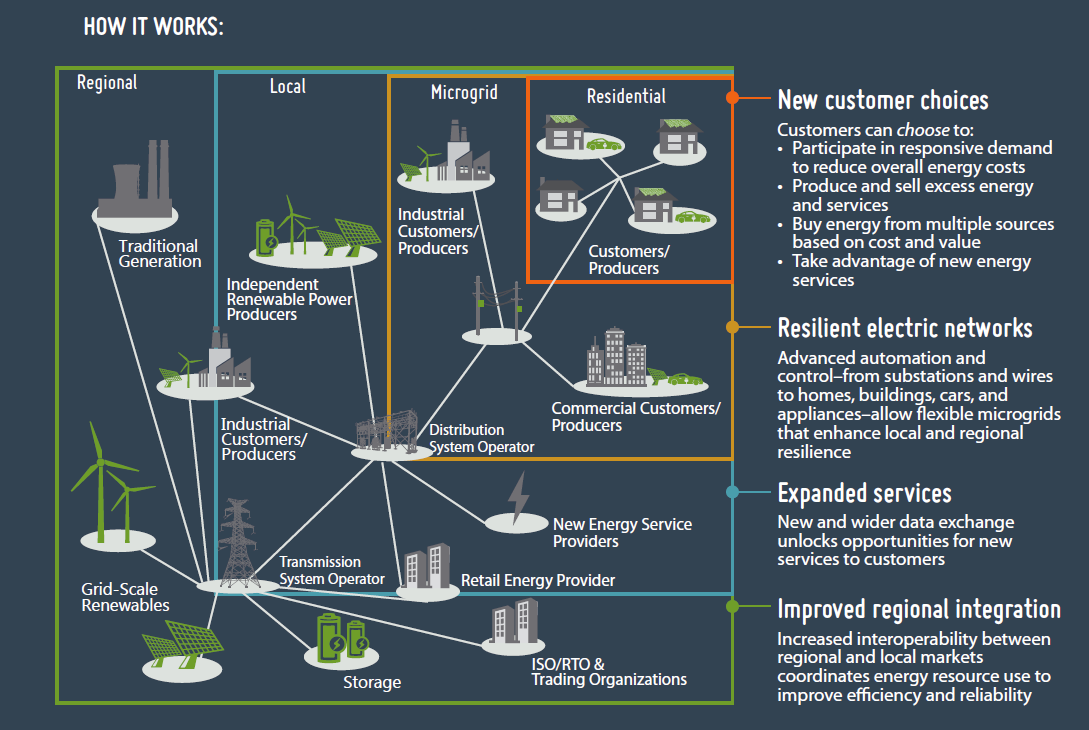 HOW IT WORKS:
Regional
Local
Microgrid
Residential
Traditional
Generation
Independent
Renewable Power
Producers
Industrial
Customers/
Producers
Customers/
Producers
Industrial
Customers/
Producers
Commercial Customers/
Producers
Distribution
System Operator
New Energy Service
Providers
Transmission
System Operator
Retail Energy Provider
Grid-Scale
Renewables
Storage
ISO/RTO &
Trading Organizations
New customer choices
Customers can choose to:
• Participate in responsive demand
to reduce overall energy costs
• Produce and sell excess energy
and services
• Buy energy from multiple sources
based on cost and value
• Take advantage of new energy
services
Resilient electric networks
Advanced automation and
control–from substations and wires
to homes, buildings, cars, and
appliances–allow flexible microgrids
that enhance local and regional
resilience
Expanded services
New and wider data exchange
unlocks opportunities for new
services to customers
Improved regional integration
Increased interoperability between
regional and local markets
coordinates energy resource use to
improve efficiency and reliability